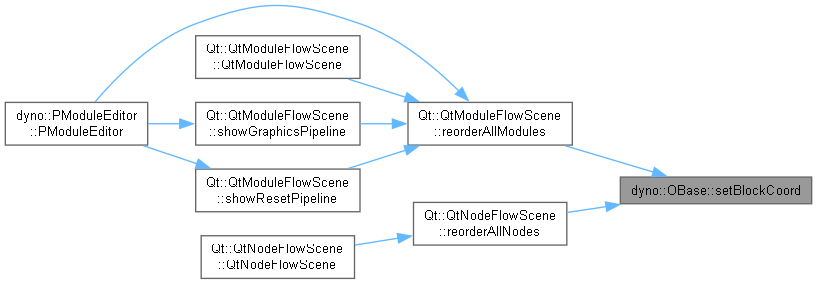 Qt::QtModuleFlowScene
::QtModuleFlowScene
dyno::PModuleEditor
::PModuleEditor
Qt::QtModuleFlowScene
::showGraphicsPipeline
Qt::QtModuleFlowScene
::reorderAllModules
Qt::QtModuleFlowScene
::showResetPipeline
dyno::OBase::setBlockCoord
Qt::QtNodeFlowScene
::reorderAllNodes
Qt::QtNodeFlowScene
::QtNodeFlowScene